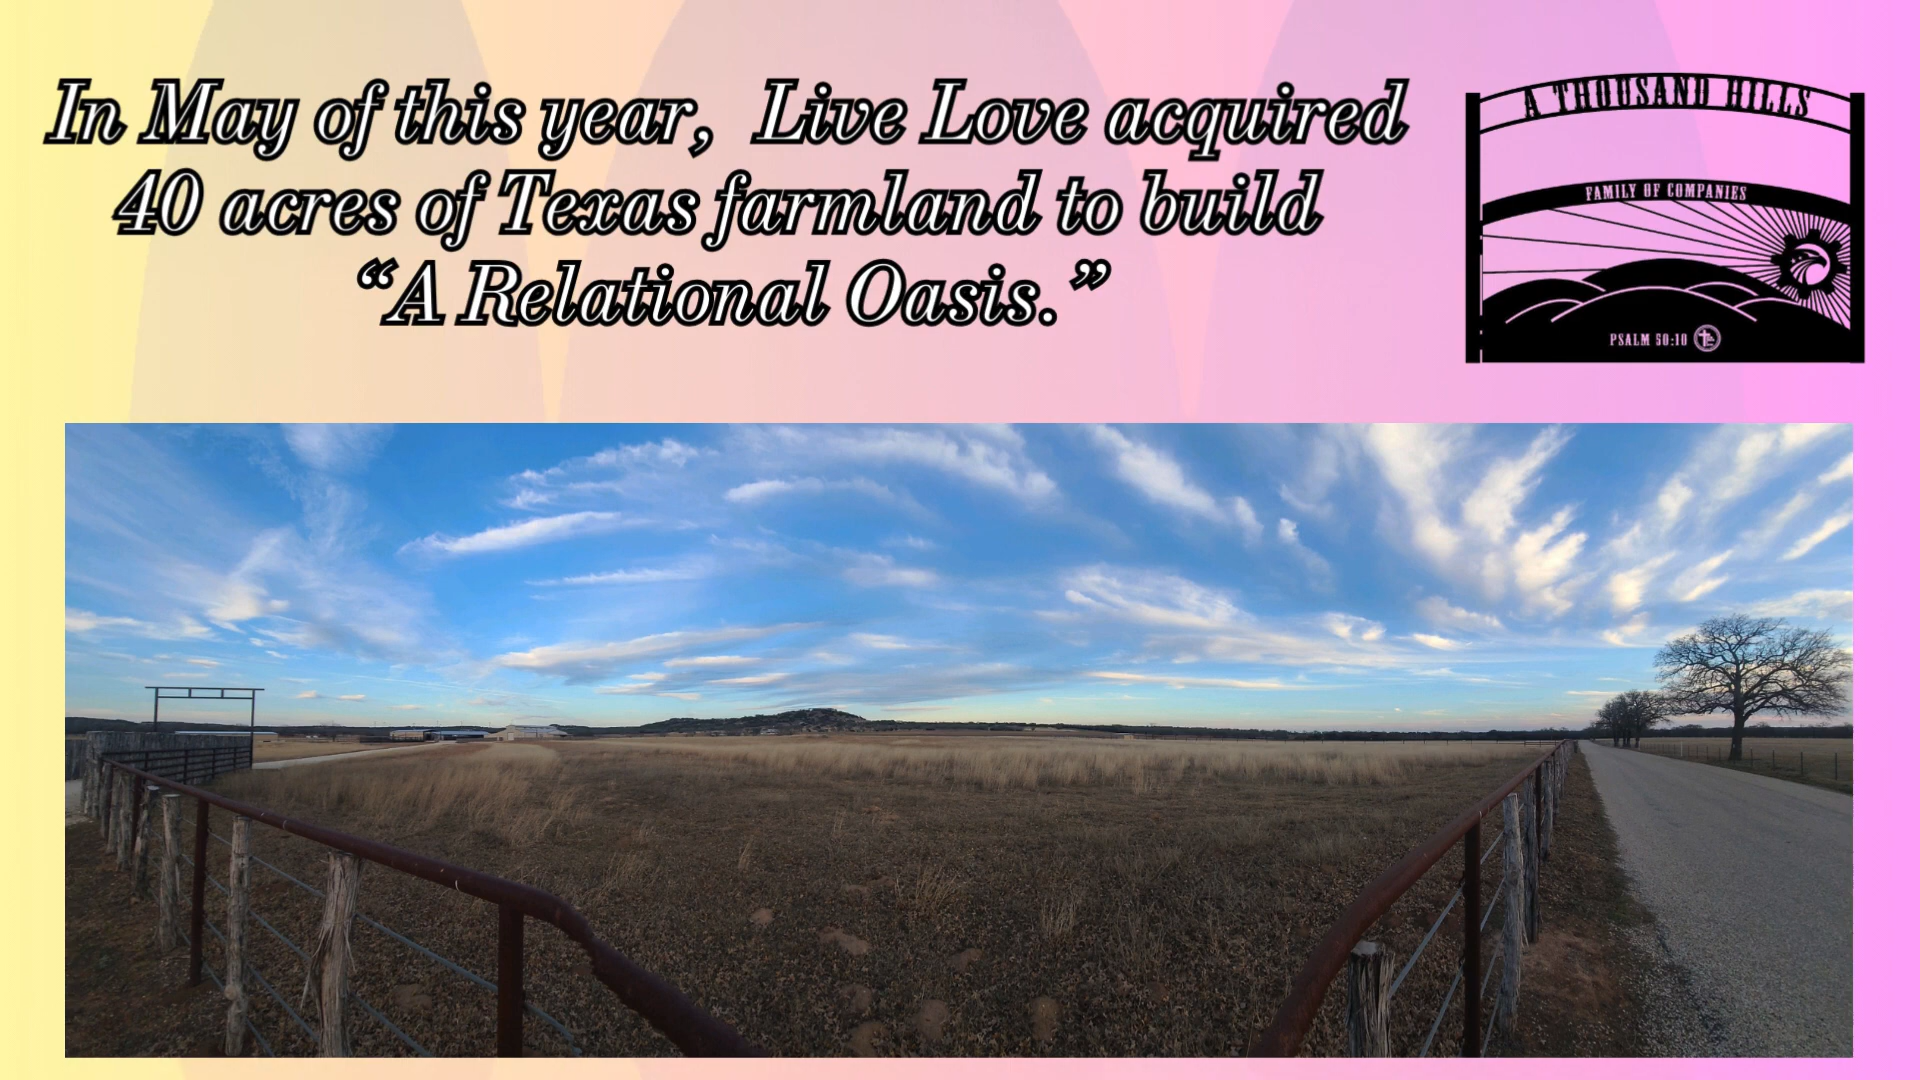 In May of this year, Live Love acquired
40 acres of Texas farmland to build
“A Relational Oasis.”
A THOUSAND HILLS
FAMILY OF COMPANIES
PSALM 50:10